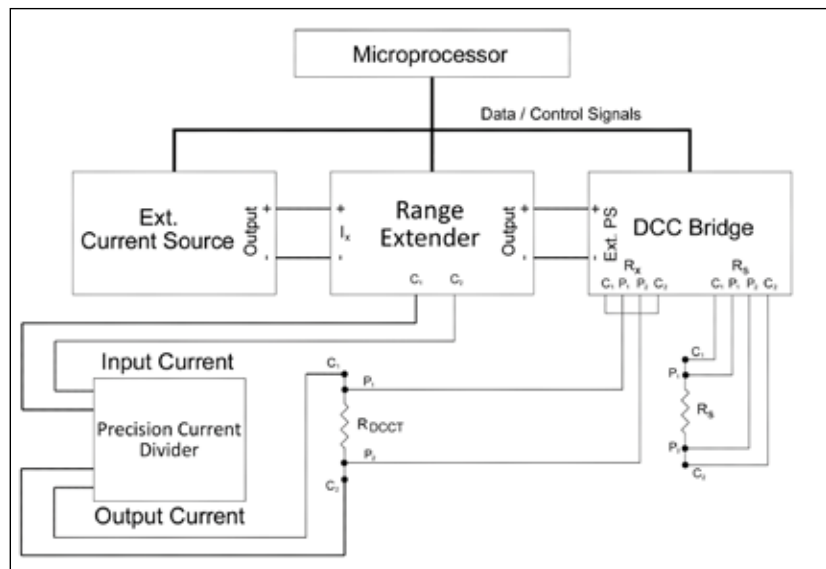 Microprocessor
Data / Control Signals
Ext.
Current Source
Output
+
-
+
-
Iₓ
Range
Extender
Output
+
-
C₁ C₂
+
-
Ext. PS
DCC Bridge
Rₓ
Rₛ
C₁ P₁ P₂ C₂
C₁ P₁ P₂ C₂
Input Current
Precision Current
Divider
Output Current
C₁
P₁
R_DCCT
P₂
C₂
C₁
P₁
Rₛ
P₂
C₂